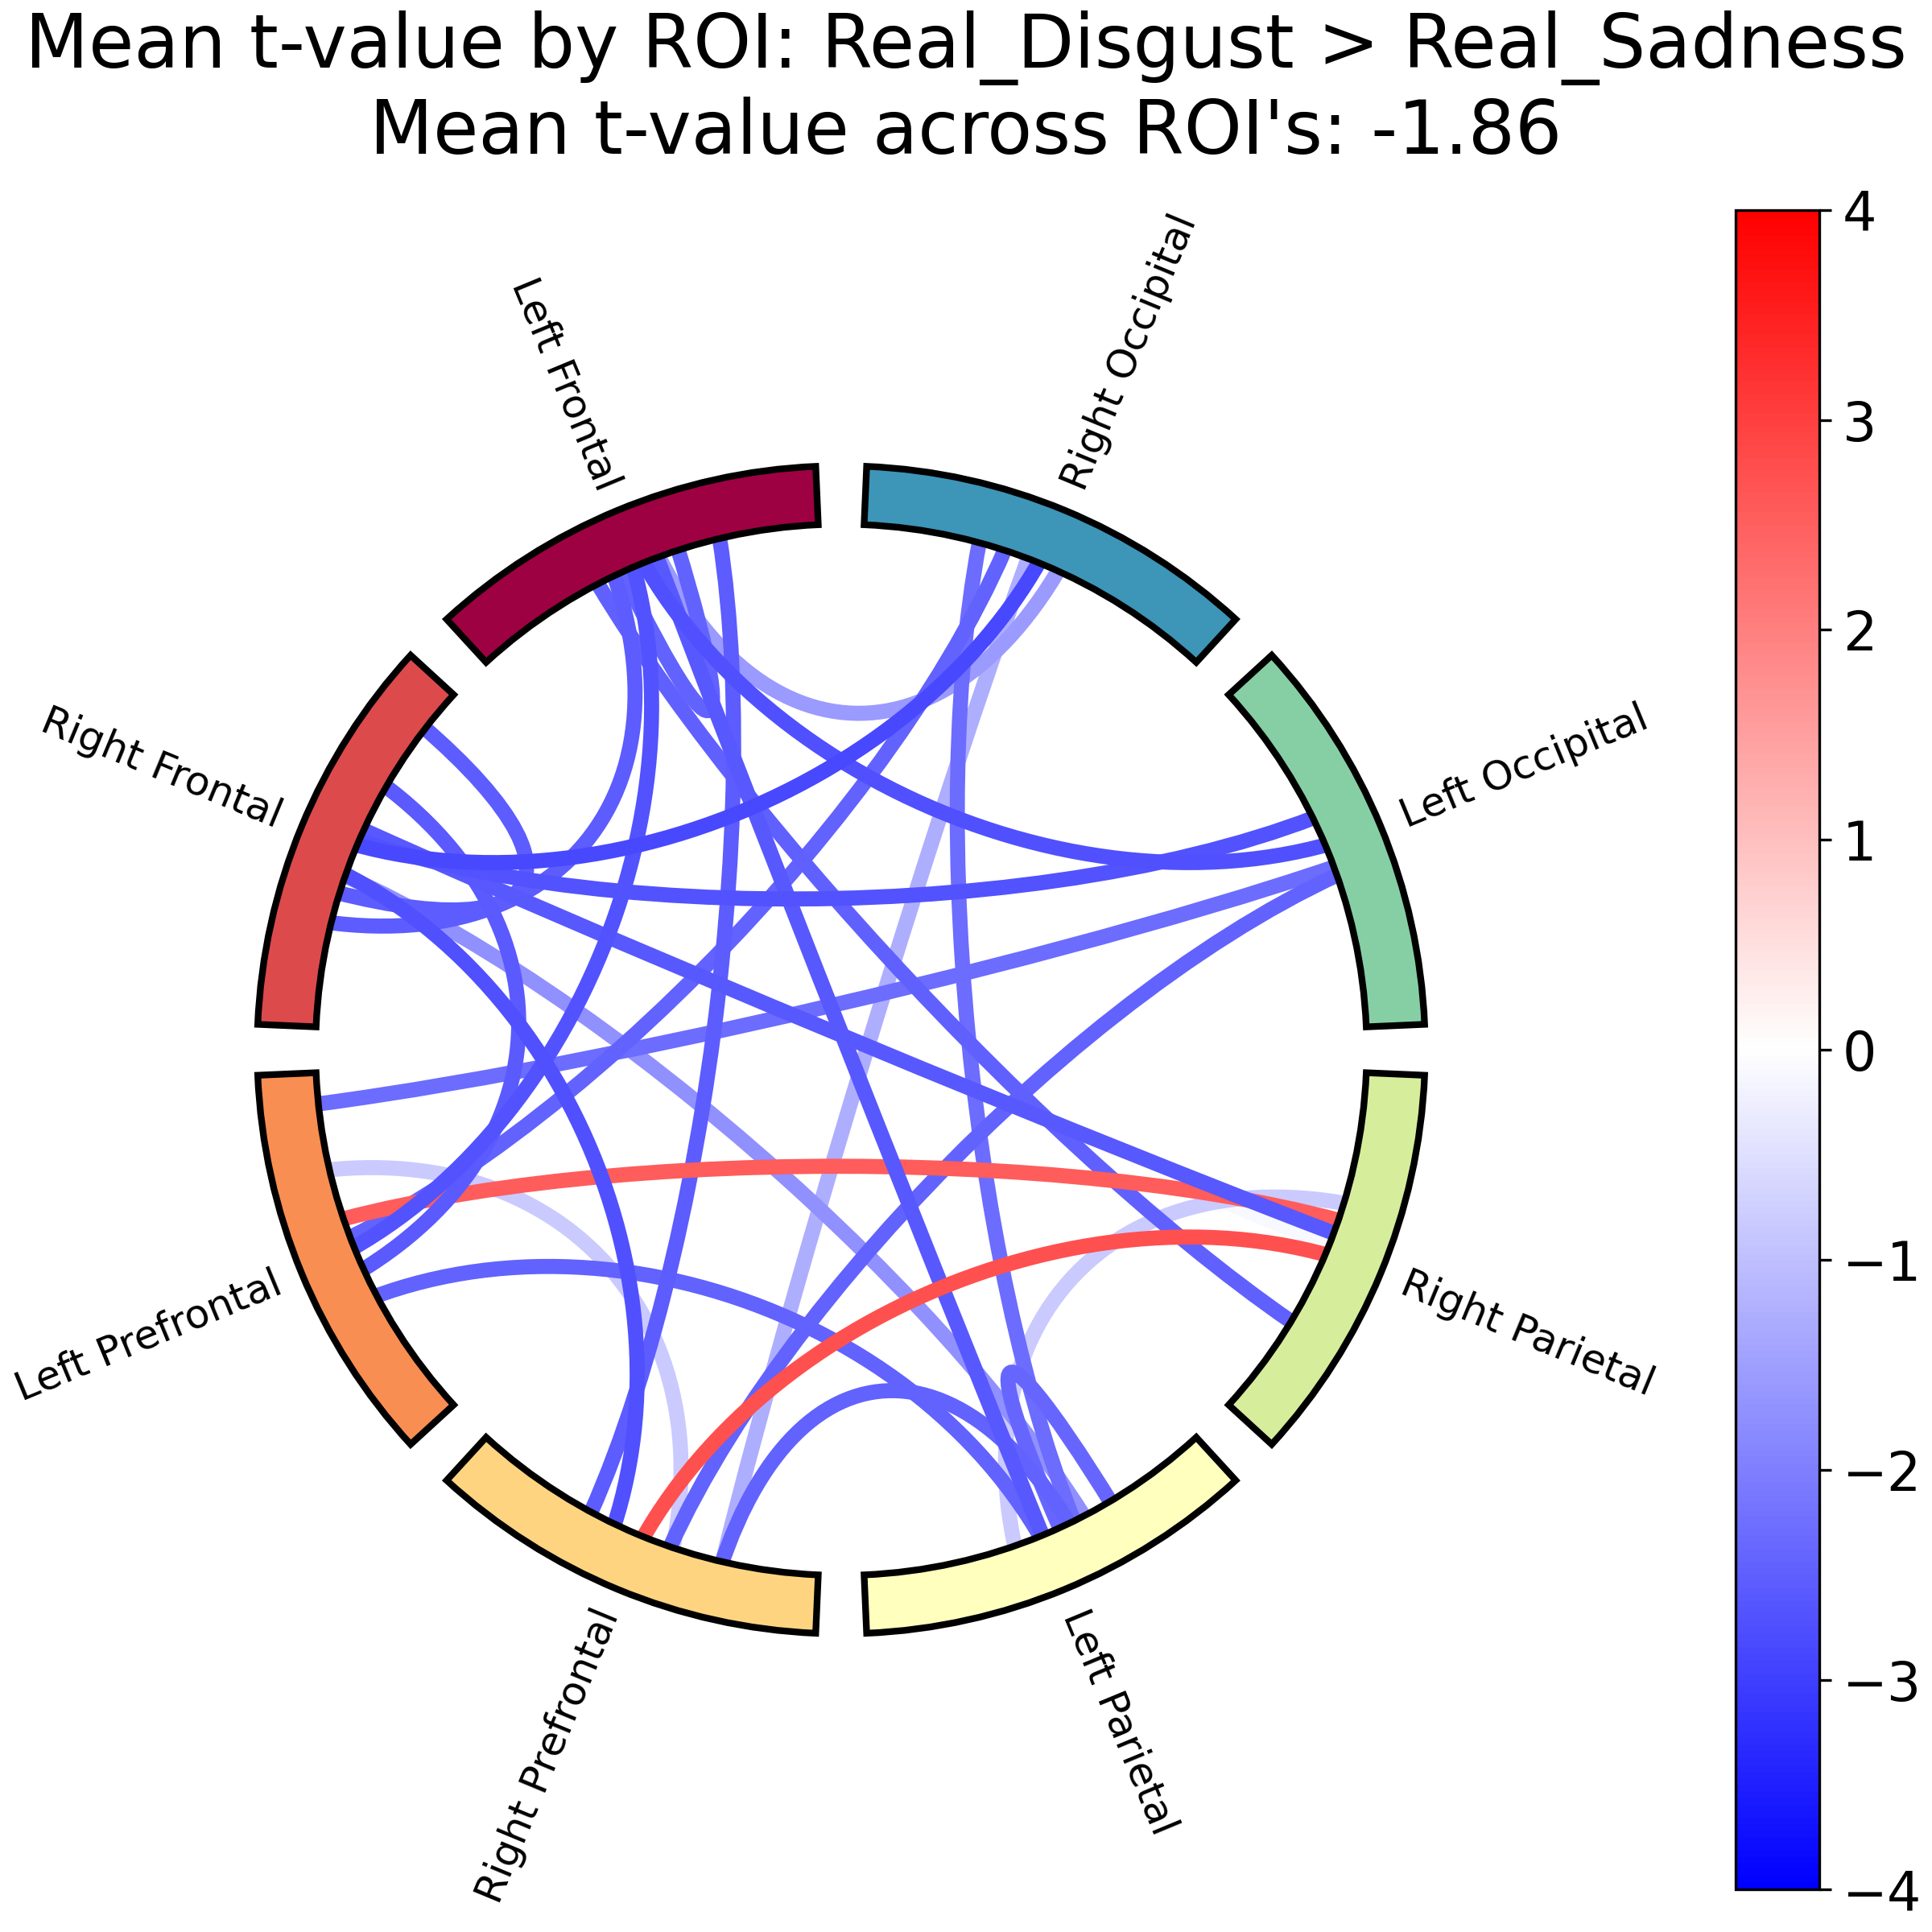 Mean t-value by ROI: Real_Disgust > Real_Sadness
Mean t-value across ROI's: -1.86
Left Frontal
Right Occipital
Right Frontal
Left Occipital
Left Prefrontal
Right Parietal
Right Prefrontal
Left Parietal
4
3
2
1
0
−1
−2
−3
−4